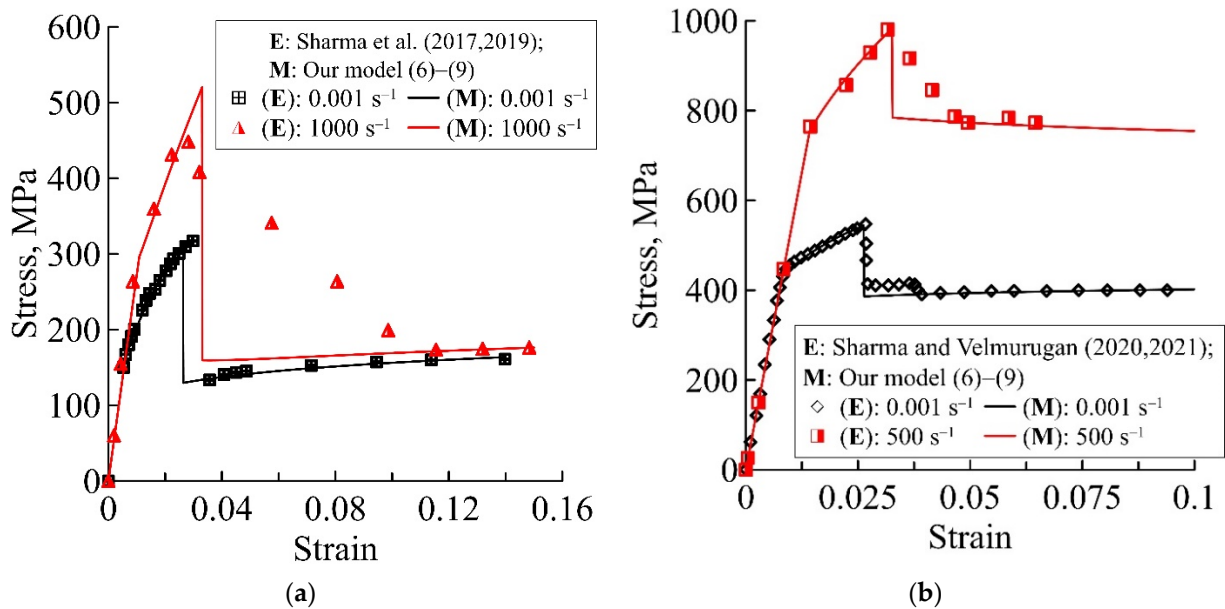 E: Sharma et al. (2017,2019);
M: Our model (6)–(9)
(E): 0.001 s⁻¹ (M): 0.001 s⁻¹
(E): 1000 s⁻¹ (M): 1000 s⁻¹
Stress, MPa
600
500
400
300
200
100
0
0 0.04 0.08 0.12 0.16
Strain
(a)
1000
800
600
400
200
0
Stress, MPa
E: Sharma and Velmurugan (2020,2021);
M: Our model (6)–(9)
(E): 0.001 s⁻¹ (M): 0.001 s⁻¹
(E): 500 s⁻¹ (M): 500 s⁻¹
0 0.025 0.05 0.075 0.1
Strain
(b)